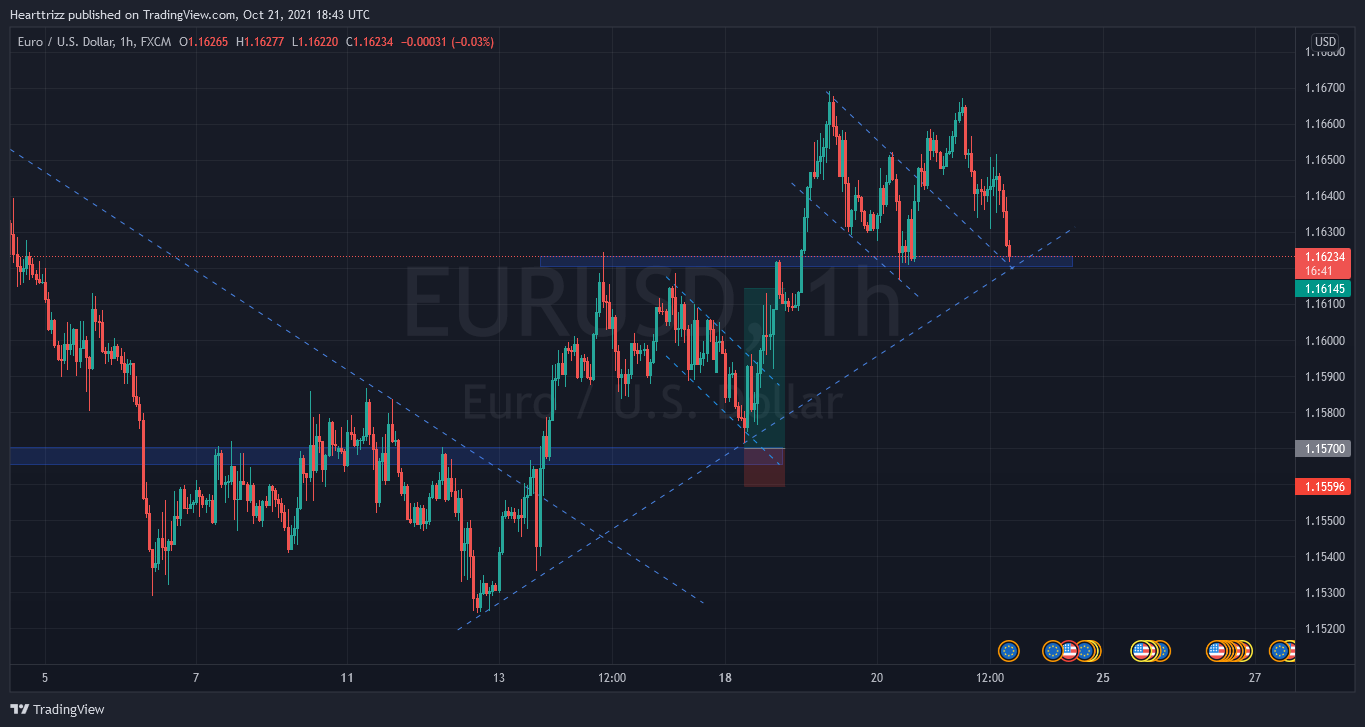 Hearttrizz published on TradingView.com, Oct 21, 2021 18:43 UTC
Euro / U.S. Dollar, 1h, FXCM O1.16265 H1.16277 L1.16220 C1.16234 −0.00031 (−0.03%)
USD
1.16800
1.16700
1.16600
1.16500
1.16400
1.16300
1.16234
16:41
1.16145
1.16100
1.16000
1.15900
1.15800
1.15700
1.15596
1.15500
1.15400
1.15300
1.15200
EURUSD, 1h
Euro / U.S. Dollar
5 7 11 13 12:00 18 20 12:00 25 27
TradingView